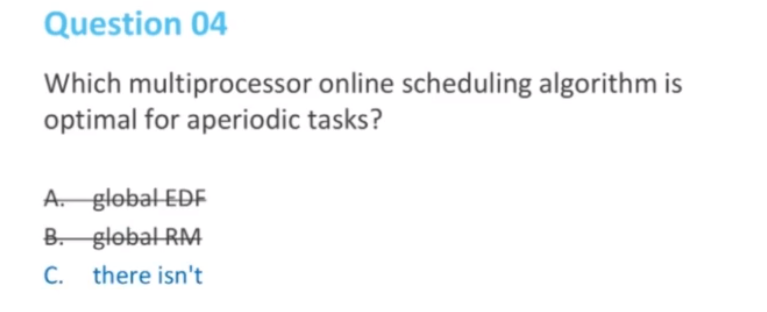 Question 04
Which multiprocessor online scheduling algorithm is
optimal for aperiodic tasks?
A. global EDF
B. global RM
C. there isn't